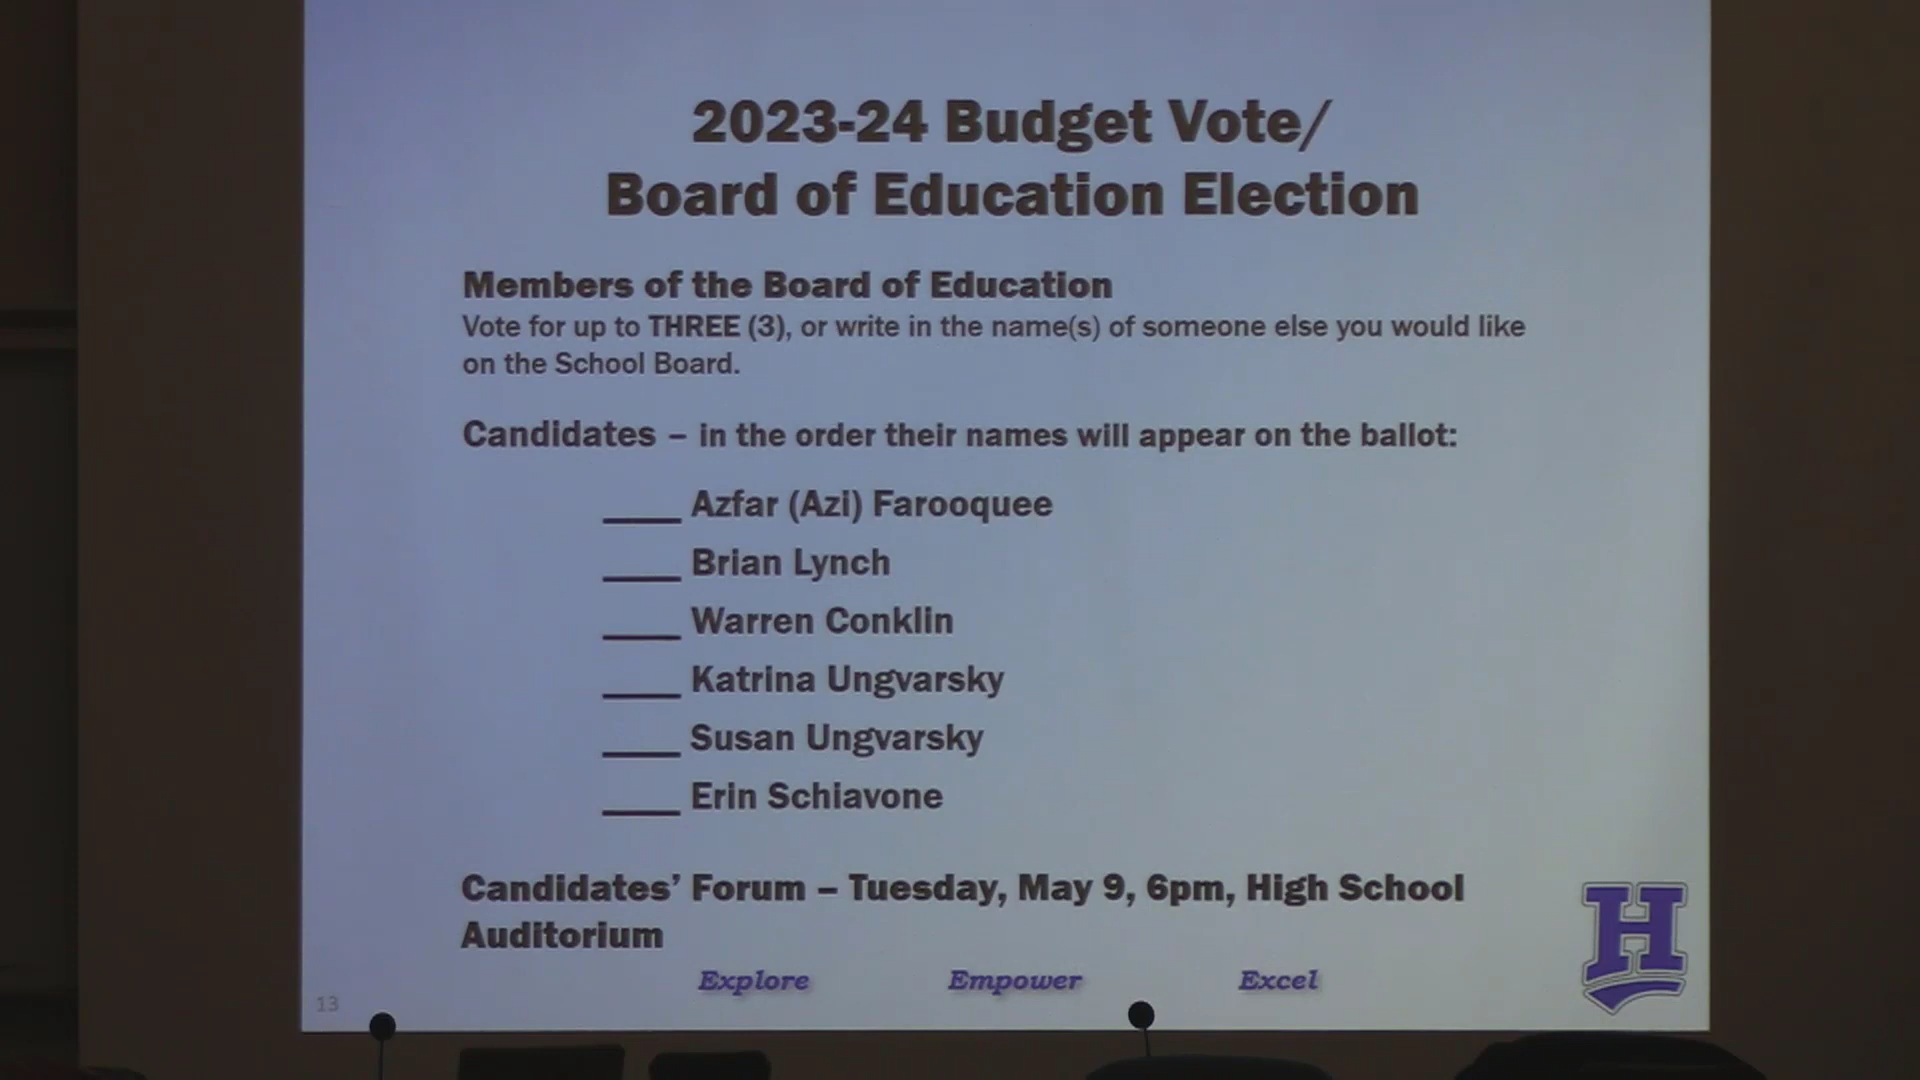 2023-24 Budget Vote/
Board of Education Election
Members of the Board of Education
Vote for up to THREE (3), or write in the name(s) of someone else you would like
on the School Board.
Candidates – in the order their names will appear on the ballot:
____ Azfar (Azi) Farooquee
____ Brian Lynch
____ Warren Conklin
____ Katrina Ungvarsky
____ Susan Ungvarsky
____ Erin Schiavone
Candidates’ Forum – Tuesday, May 9, 6pm, High School
Auditorium
H
Explore Empower Excel
13